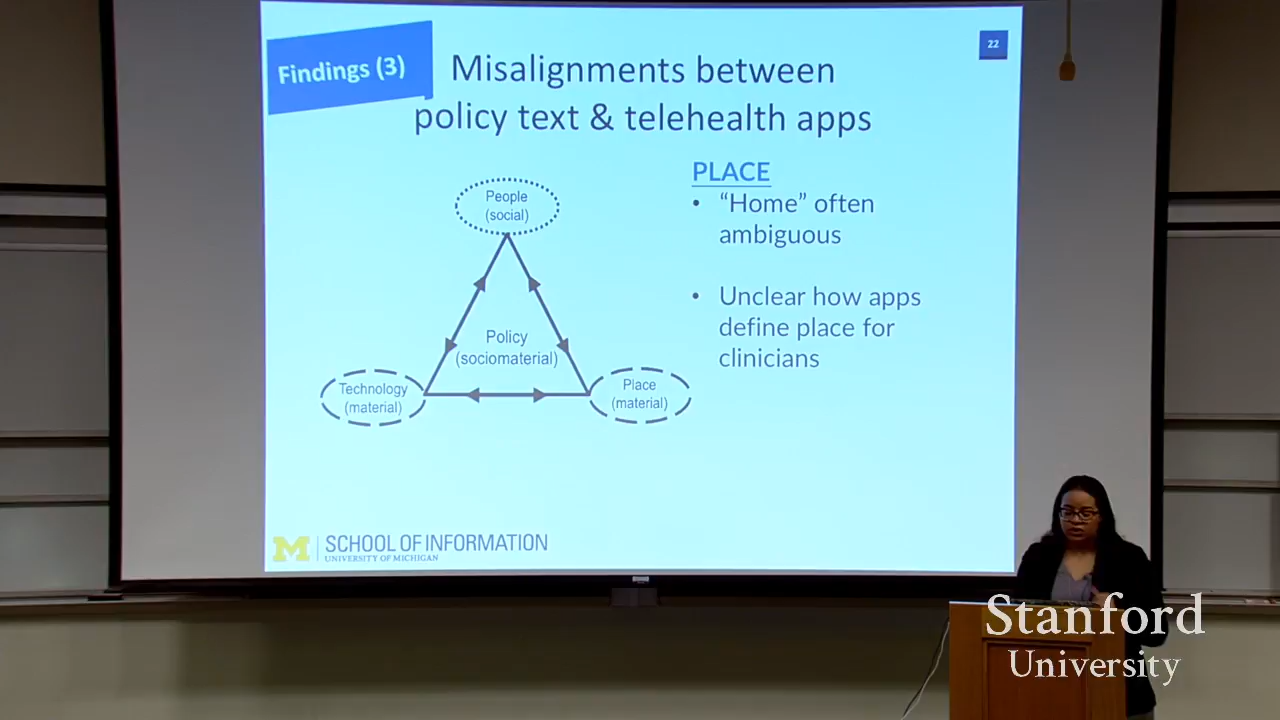 Findings (3)
22
Misalignments between
policy text & telehealth apps
PLACE
• “Home” often
ambiguous
• Unclear how apps
define place for
clinicians
People
(social)
Policy
(sociomaterial)
Technology
(material)
Place
(material)
M
SCHOOL OF INFORMATION
UNIVERSITY OF MICHIGAN
Stanford
University